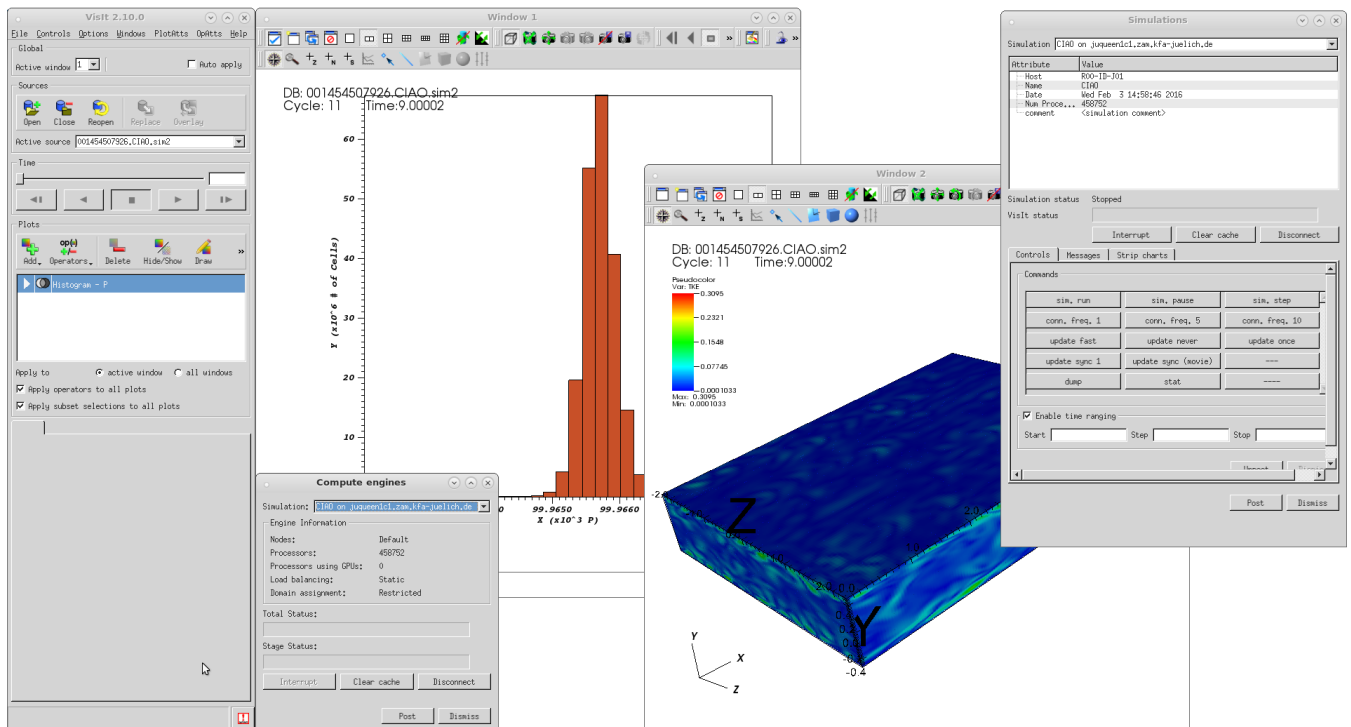 VisIt 2.10.0
File Controls Options Windows PlotAtts OpAtts Help
Global
Active window 1
Auto apply
Sources
Open Close Reopen Replace Overlay
Active source 001454507926.CIAO.sim2
Time
Plots
Add Operators Delete Hide/Show Draw »
Histogram - P
Apply to active window all windows
Apply operators to all plots
Apply subset selections to all plots
Window 1
DB: 001454507926.CIAO.sim2
Cycle: 11 Time:9.00002
60
50
40
30
20
10
Y (x10^6 # of Cells)
0 99.9650 99.9660
X (x10^3 P)
Compute engines
Simulation: CIAO on juqueen1c1.zam.kfa-juelich.de
Engine Information
Nodes: Default
Processors: 458752
Processors using GPUs: 0
Load balancing: Static
Domain assignment: Restricted
Total Status:
Stage Status:
Interrupt Clear cache Disconnect
Post Dismiss
Window 2
DB: 001454507926.CIAO.sim2
Cycle: 11 Time:9.00002
Pseudocolor
Var: TKE
0.3095
0.2321
0.1548
0.07745
0.0001033
Max: 0.3095
Min: 0.0001033
Z
Y
2.0
1.0
-0.4
Y
X
Z
Simulations
Simulation CIAO on juqueen1c1.zam.kfa-juelich.de
Attribute Value
Host R00-ID-J01
Name CIAO
Date Wed Feb 3 14:58:46 2016
Num Proce... 458752
comment <simulation comment>
Simulation status Stopped
VisIt status
Interrupt Clear cache Disconnect
Controls Messages Strip charts
Commands
sim. run sim. pause sim. step
conn. freq. 1 conn. freq. 5 conn. freq. 10
update fast update never update once
update sync 1 update sync (movie) ---
dump stat ----
Enable time ranging
Start Step Stop
Post Dismiss